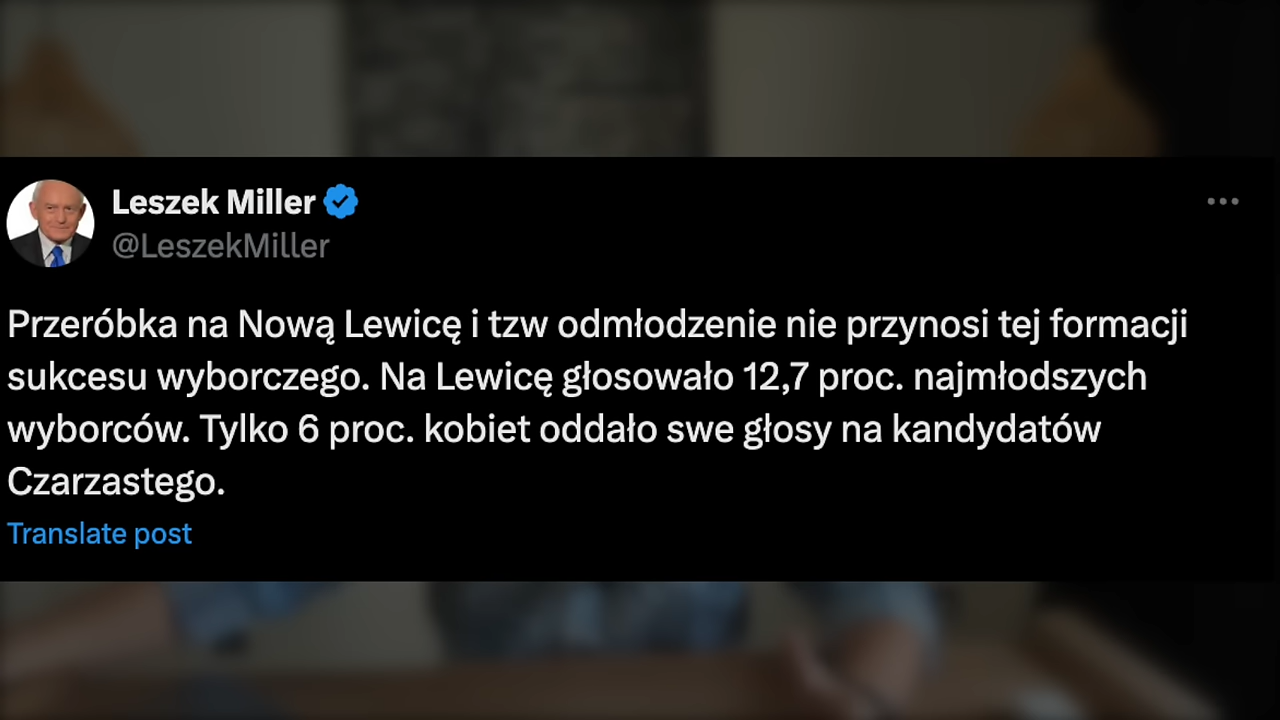 Leszek Miller
@LeszekMiller
Przeróbka na Nową Lewicę i tzw odmłodzenie nie przynosi tej formacji
sukcesu wyborczego. Na Lewicę głosowało 12,7 proc. najmłodszych
wyborców. Tylko 6 proc. kobiet oddało swe głosy na kandydatów
Czarzastego.
Translate post